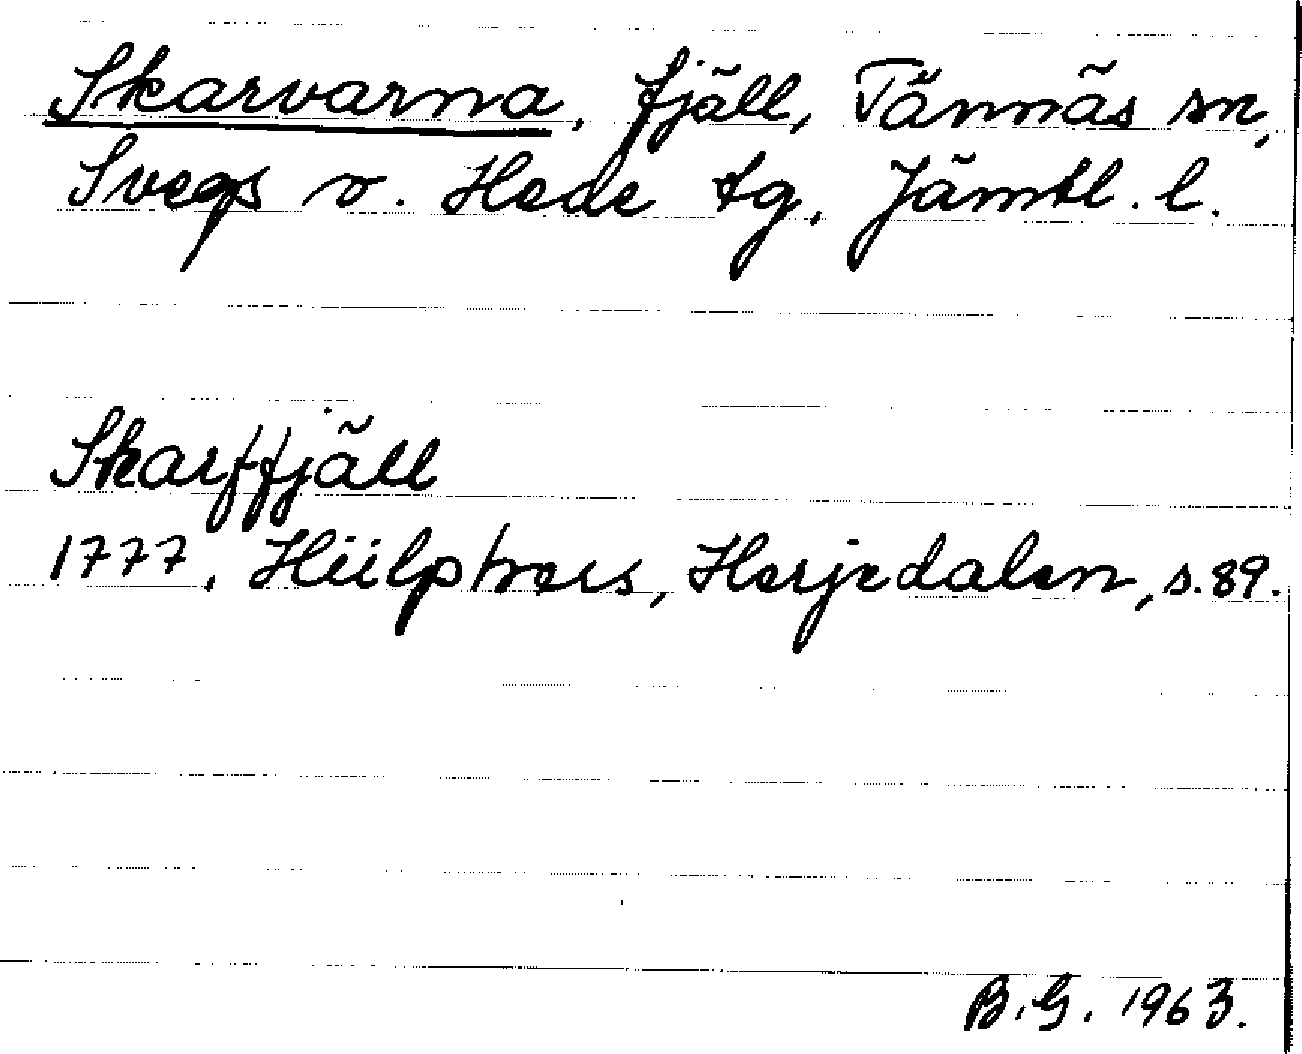 Skarvarna, fjäll, Tännäs sn,
Svegs o. Hede tg, Jämtl. l.
Skarffjäll
1777, Hülphers, Herjedalen, s. 89.
B.G. 1963.